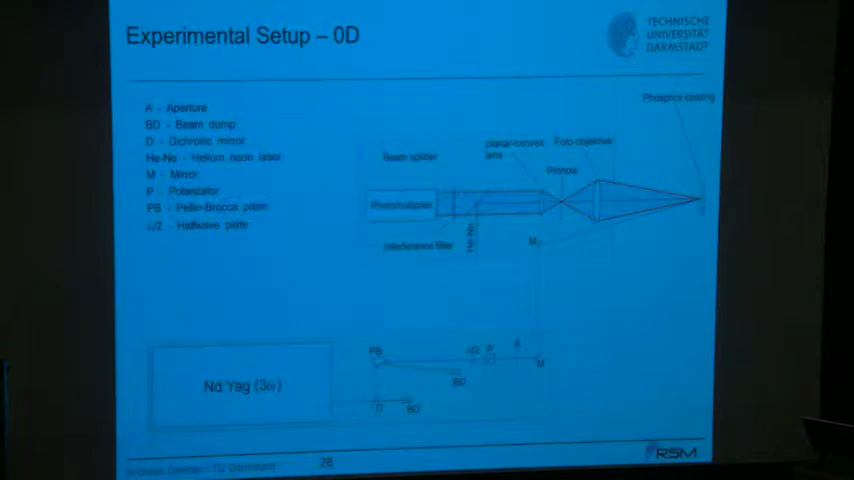 Experimental Setup – 0D
TECHNISCHE
UNIVERSITÄT
DARMSTADT
A - Aperture
BD - Beam dump
D - Dichroitic mirror
He-Ne - Helium neon laser
M - Mirror
P - Polarizator
PB - Pellin-Brocca prism
λ/2 - Halfwave plate
Phosphor coating
Beam splitter
planar-convex
lens
Foto objektive
Pinhole
Photomultiplier
Interference filter
He-Ne
M
Nd Yag (3ω)
PB
λ/2
P
A
M
BD
D
BD
TU Darmstadt
28
RSM